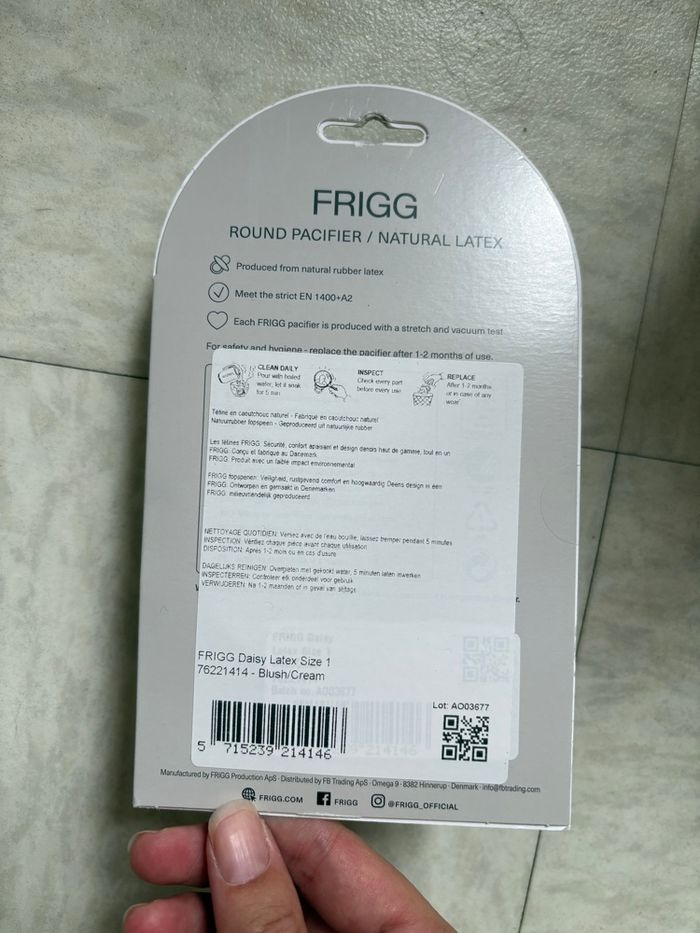 FRIGG
ROUND PACIFIER / NATURAL LATEX
Produced from natural rubber latex
Meet the strict EN 1400+A2
Each FRIGG pacifier is produced with a stretch and vacuum test
For safety and hygiene - replace the pacifier after 1-2 months of use.
CLEAN DAILY
Pour with boiled
water, let it soak
for 5 min
INSPECT
Check every part
before every use
REPLACE
After 1-2 months
or in case of any
wear
Tétine en caoutchouc naturel - Fabriqué en caoutchouc naturel
Natuurrubber fopspeen - Geproduceerd uit natuurlijke rubber
Les tétines FRIGG: Sécurité, confort apaisant et design danois haut de gamme, tout en un
FRIGG: Conçu et fabriqué au Danemark
FRIGG: Produit avec un faible impact environnemental
FRIGG fopspenen: Veiligheid, rustgevend comfort en hoogwaardig Deens design in één
FRIGG: Ontworpen en gemaakt in Denemarken
FRIGG: milieuvriendelijk geproduceerd
NETTOYAGE QUOTIDIEN: Versez avec de l'eau bouillie, laissez tremper pendant 5 minutes
INSPECTION: Vérifiez chaque pièce avant chaque utilisation
DISPOSITION: Après 1-2 mois ou en cas d'usure
DAGELIJKS REINIGEN: Overgieten met gekookt water, 5 minuten laten inwerken
INSPECTERREN: Controleer elk onderdeel voor gebruik
VERWIJDEREN: Na 1-2 maanden of in geval van slijtage
FRIGG Daisy
Latex Size 1
Batch no. AO03677
FRIGG Daisy Latex Size 1
76221414 - Blush/Cream
Lot: AO03677
5 715239 214146
9 214146
Manufactured by FRIGG Production ApS · Distributed by FB Trading ApS · Omega 9 · 8382 Hinnerup · Denmark · info@fbtrading.com
FRIGG.COM FRIGG @FRIGG_OFFICIAL